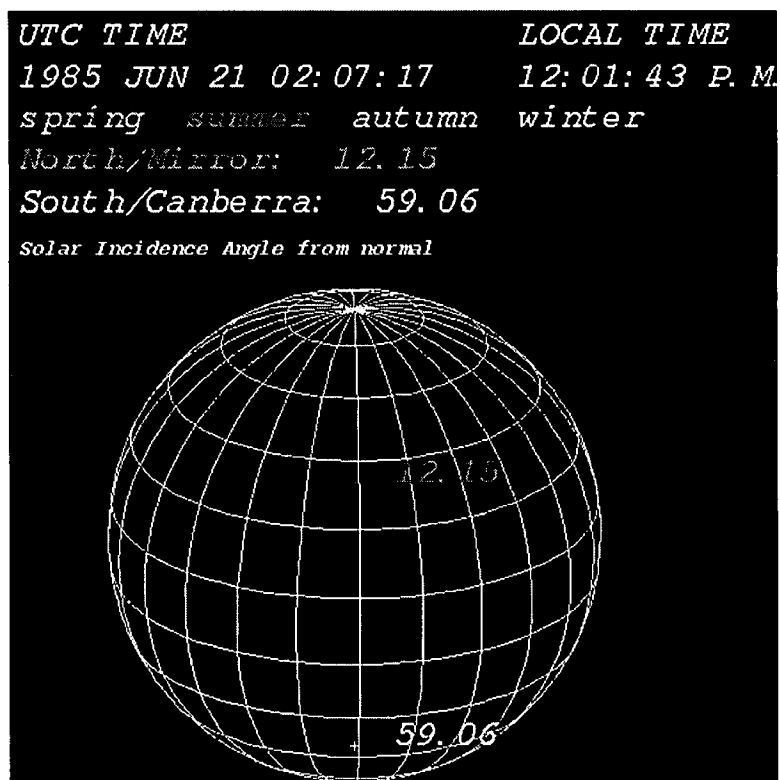 UTC TIME LOCAL TIME
1985 JUN 21 02:07:17 12:01:43 P.M.
spring summer autumn winter
North/Mirror: 12.15
South/Canberra: 59.06
Solar Incidence Angle from normal
12.15
59.06